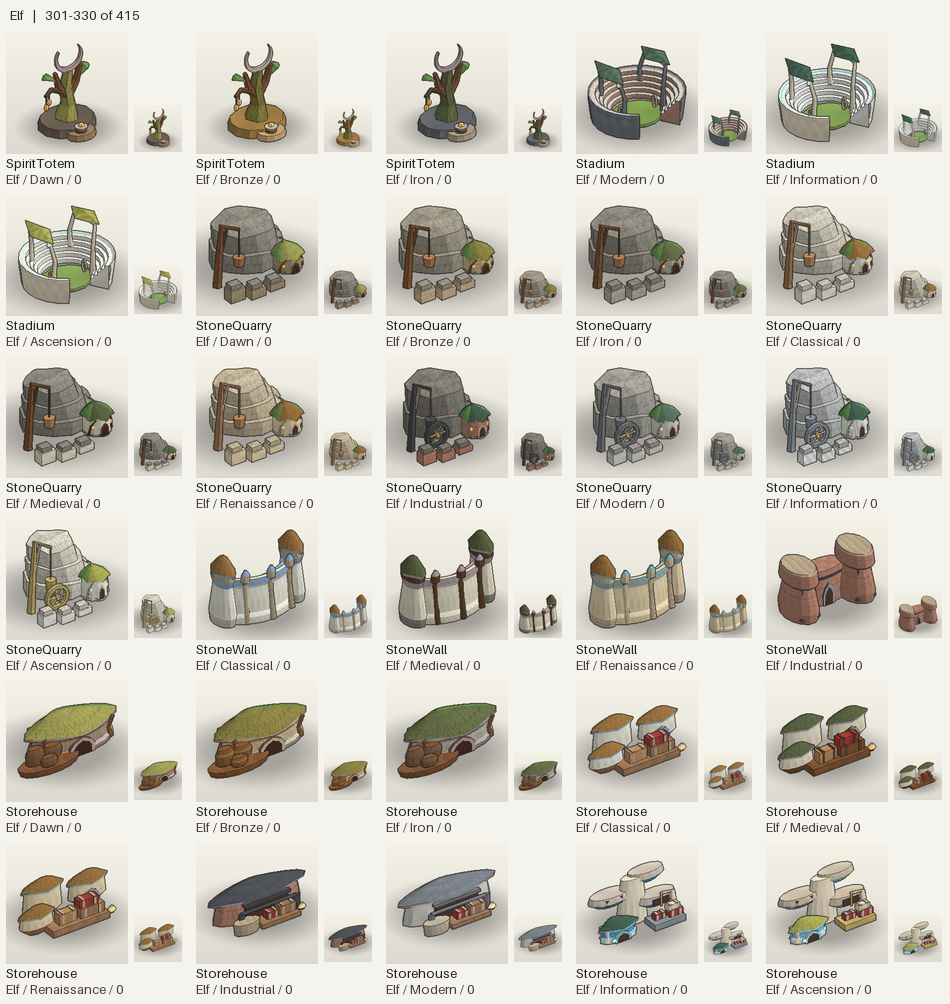 Elf | 301-330 of 415
SpiritTotem
Elf / Dawn / 0
SpiritTotem
Elf / Bronze / 0
SpiritTotem
Elf / Iron / 0
Stadium
Elf / Modern / 0
Stadium
Elf / Information / 0
Stadium
Elf / Ascension / 0
StoneQuarry
Elf / Dawn / 0
StoneQuarry
Elf / Bronze / 0
StoneQuarry
Elf / Iron / 0
StoneQuarry
Elf / Classical / 0
StoneQuarry
Elf / Medieval / 0
StoneQuarry
Elf / Renaissance / 0
StoneQuarry
Elf / Industrial / 0
StoneQuarry
Elf / Modern / 0
StoneQuarry
Elf / Information / 0
StoneQuarry
Elf / Ascension / 0
StoneWall
Elf / Classical / 0
StoneWall
Elf / Medieval / 0
StoneWall
Elf / Renaissance / 0
StoneWall
Elf / Industrial / 0
Storehouse
Elf / Dawn / 0
Storehouse
Elf / Bronze / 0
Storehouse
Elf / Iron / 0
Storehouse
Elf / Classical / 0
Storehouse
Elf / Medieval / 0
Storehouse
Elf / Renaissance / 0
Storehouse
Elf / Industrial / 0
Storehouse
Elf / Modern / 0
Storehouse
Elf / Information / 0
Storehouse
Elf / Ascension / 0